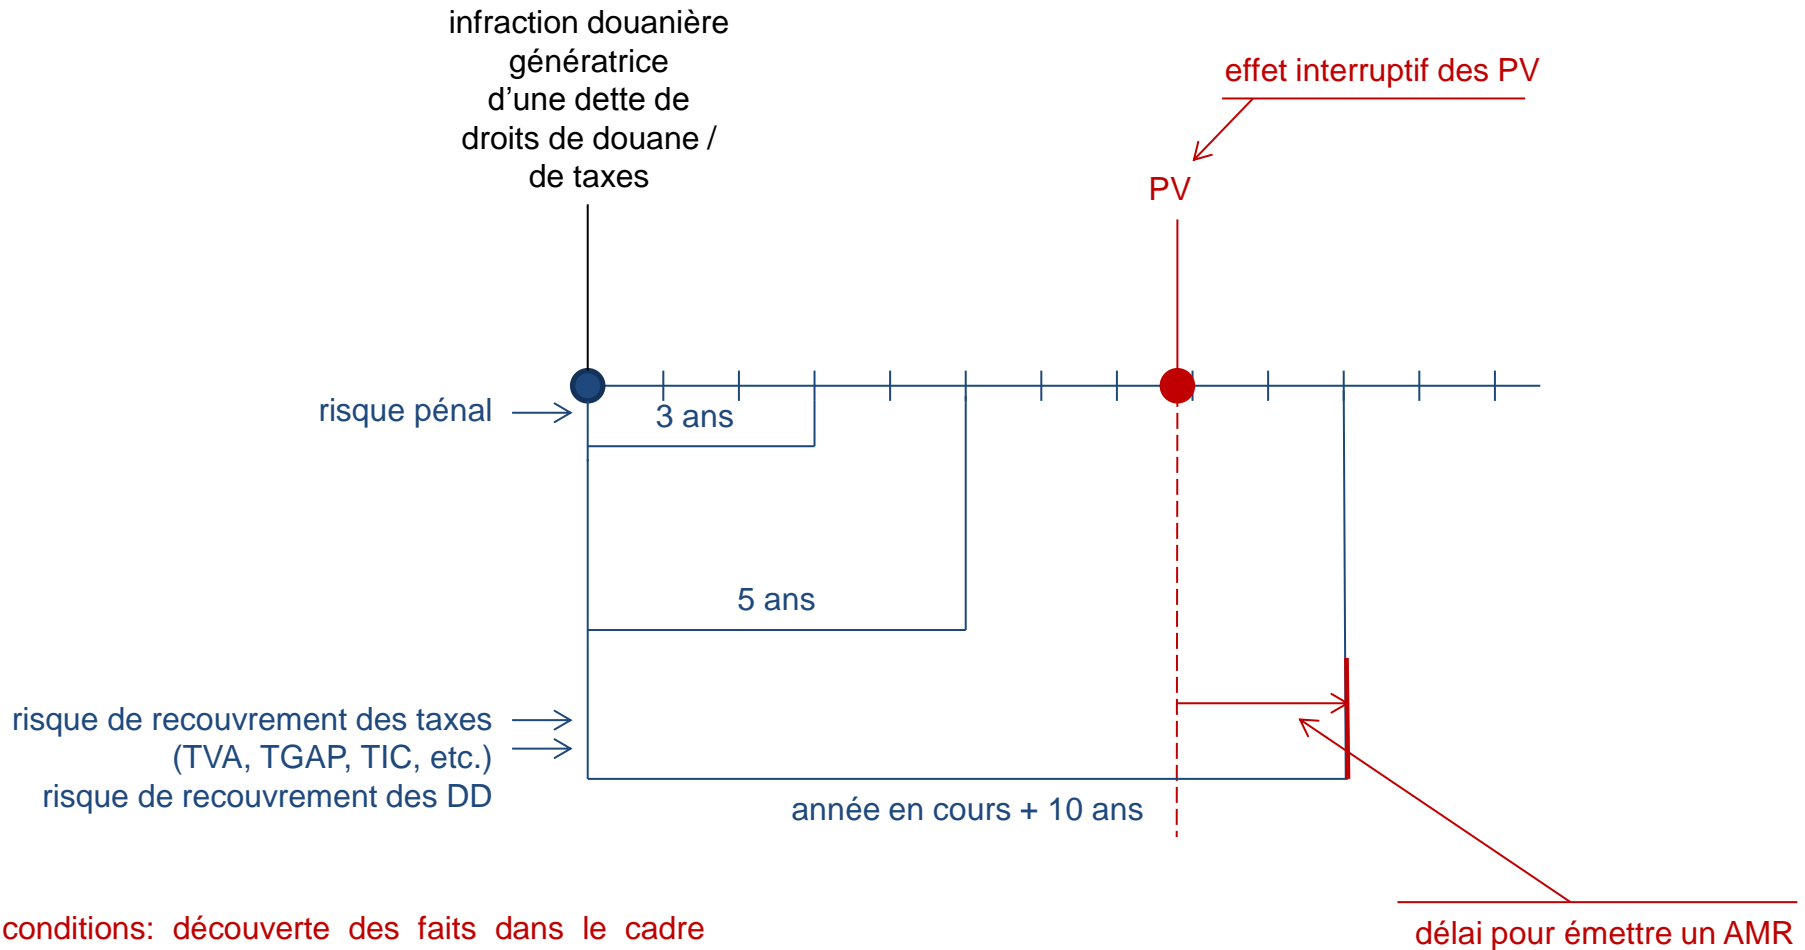 infraction douanière
génératrice
d'une dette de
droits de douane /
de taxes
effet interruptif des PV
PV
risque pénal
3 ans
5 ans
risque de recouvrement des taxes
(TVA, TGAP, TIC, etc.)
risque de recouvrement des DD
année en cours + 10 ans
conditions: découverte des faits dans le cadre
délai pour émettre un AMR